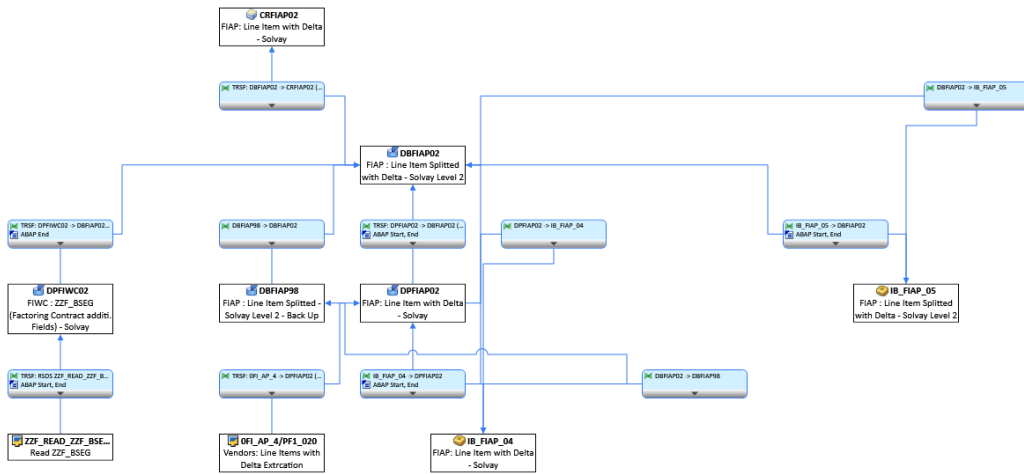 CRFIAP02
FIAP: Line Item with Delta
- Solvay
TRSF: DBFIAP02 -> CRFIAP02 (...
DBFIAP02 -> IB_FIAP_05
DBFIAP02
FIAP : Line Item Splitted
with Delta - Solvay Level 2
TRSF: DPFIWC02 -> DBFIAP02...
ABAP End
DBFIAP98 -> DBFIAP02
TRSF: DPFIAP02 -> DBFIAP02 (...
ABAP Start, End
DPFIAP02 -> IB_FIAP_04
IB_FIAP_05 -> DBFIAP02
ABAP Start, End
DPFIWC02
FIWC : ZZF_BSEG
(Factoring Contract additi.
Fields) - Solvay
DBFIAP98
FIAP : Line Item Splitted -
Solvay Level 2 - Back Up
DPFIAP02
FIAP: Line Item with Delta
- Solvay
IB_FIAP_05
FIAP : Line Item Splitted
with Delta - Solvay Level 2
TRSF: RSDS ZZF_READ_ZZF_B...
ABAP Start, End
TRSF: 0FI_AP_4 -> DPFIAP02 (...
IB_FIAP_04 -> DPFIAP02
ABAP Start, End
DBFIAP02 -> DBFIAP98
ZZF_READ_ZZF_BSE...
Read ZZF_BSEG
0FI_AP_4/PF1_020
Vendors: Line Items with
Delta Extrcation
IB_FIAP_04
FIAP: Line Item with Delta
- Solvay